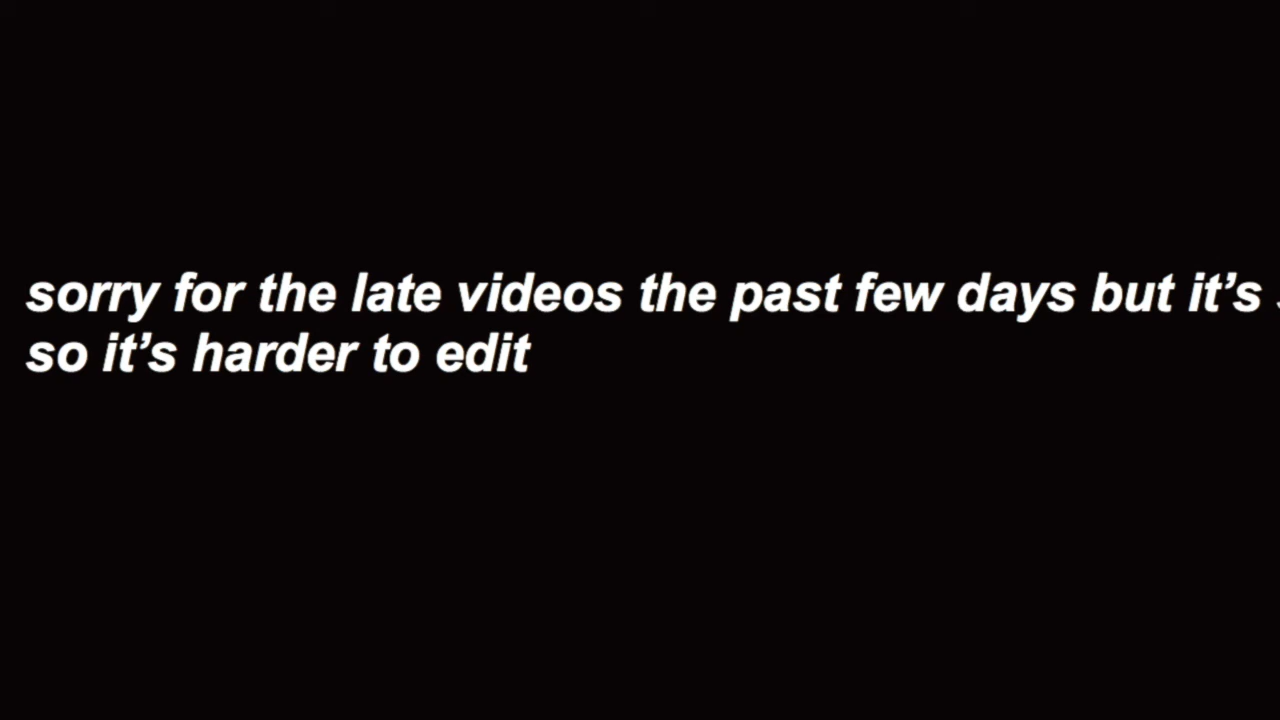 sorry for the late videos the past few days but it’s
so it’s harder to edit